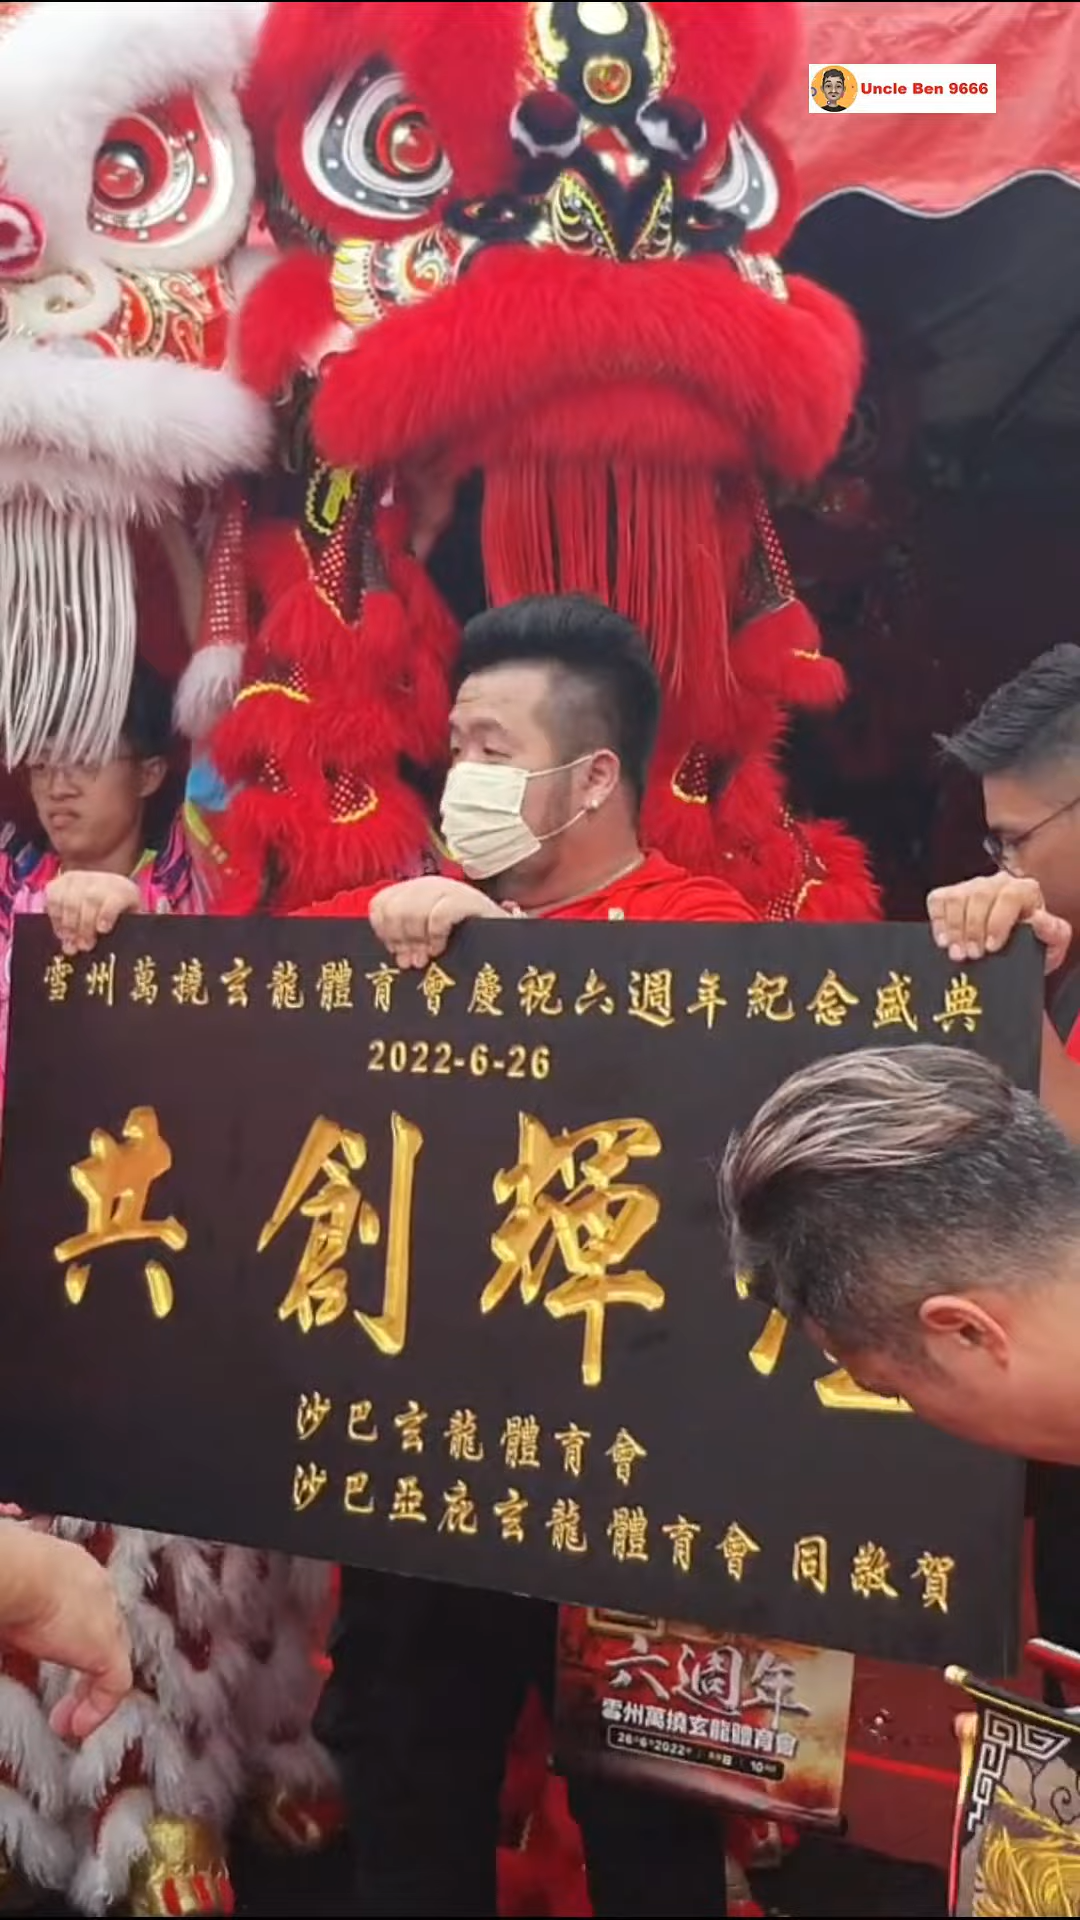 Uncle Ben 9666
雪州萬撓玄龍體育會慶祝六週年紀念盛典
2022-6-26
共創輝
沙巴玄龍體育會
沙巴亞庇玄龍體育會 同敬賀
六週年
雪州萬撓玄龍體育會